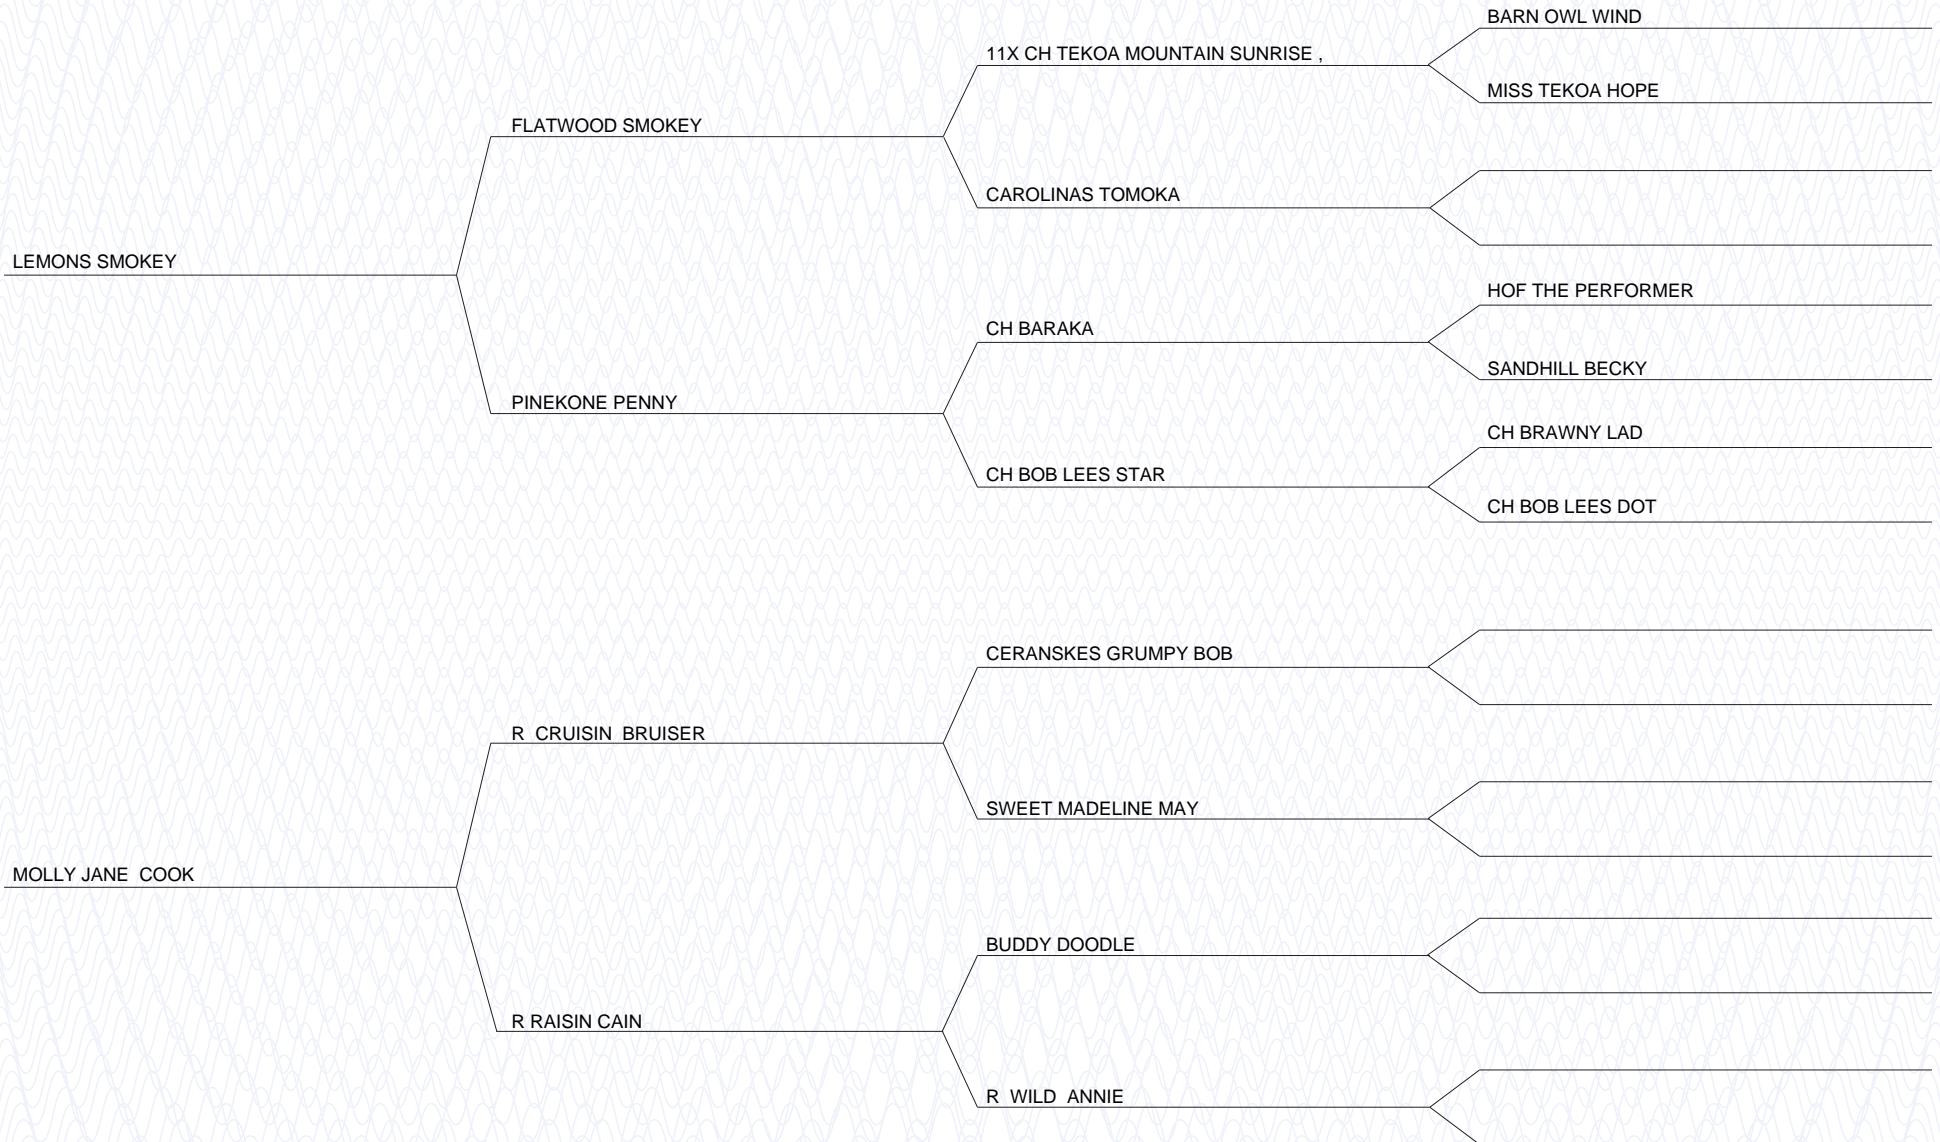 BARN OWL WIND
11X CH TEKOA MOUNTAIN SUNRISE ,
MISS TEKOA HOPE
FLATWOOD SMOKEY
CAROLINAS TOMOKA
LEMONS SMOKEY
HOF THE PERFORMER
CH BARAKA
SANDHILL BECKY
PINEKONE PENNY
CH BRAWNY LAD
CH BOB LEES STAR
CH BOB LEES DOT
CERANSKES GRUMPY BOB
R  CRUISIN  BRUISER
SWEET MADELINE MAY
MOLLY JANE  COOK
BUDDY DOODLE
R RAISIN CAIN
R  WILD  ANNIE